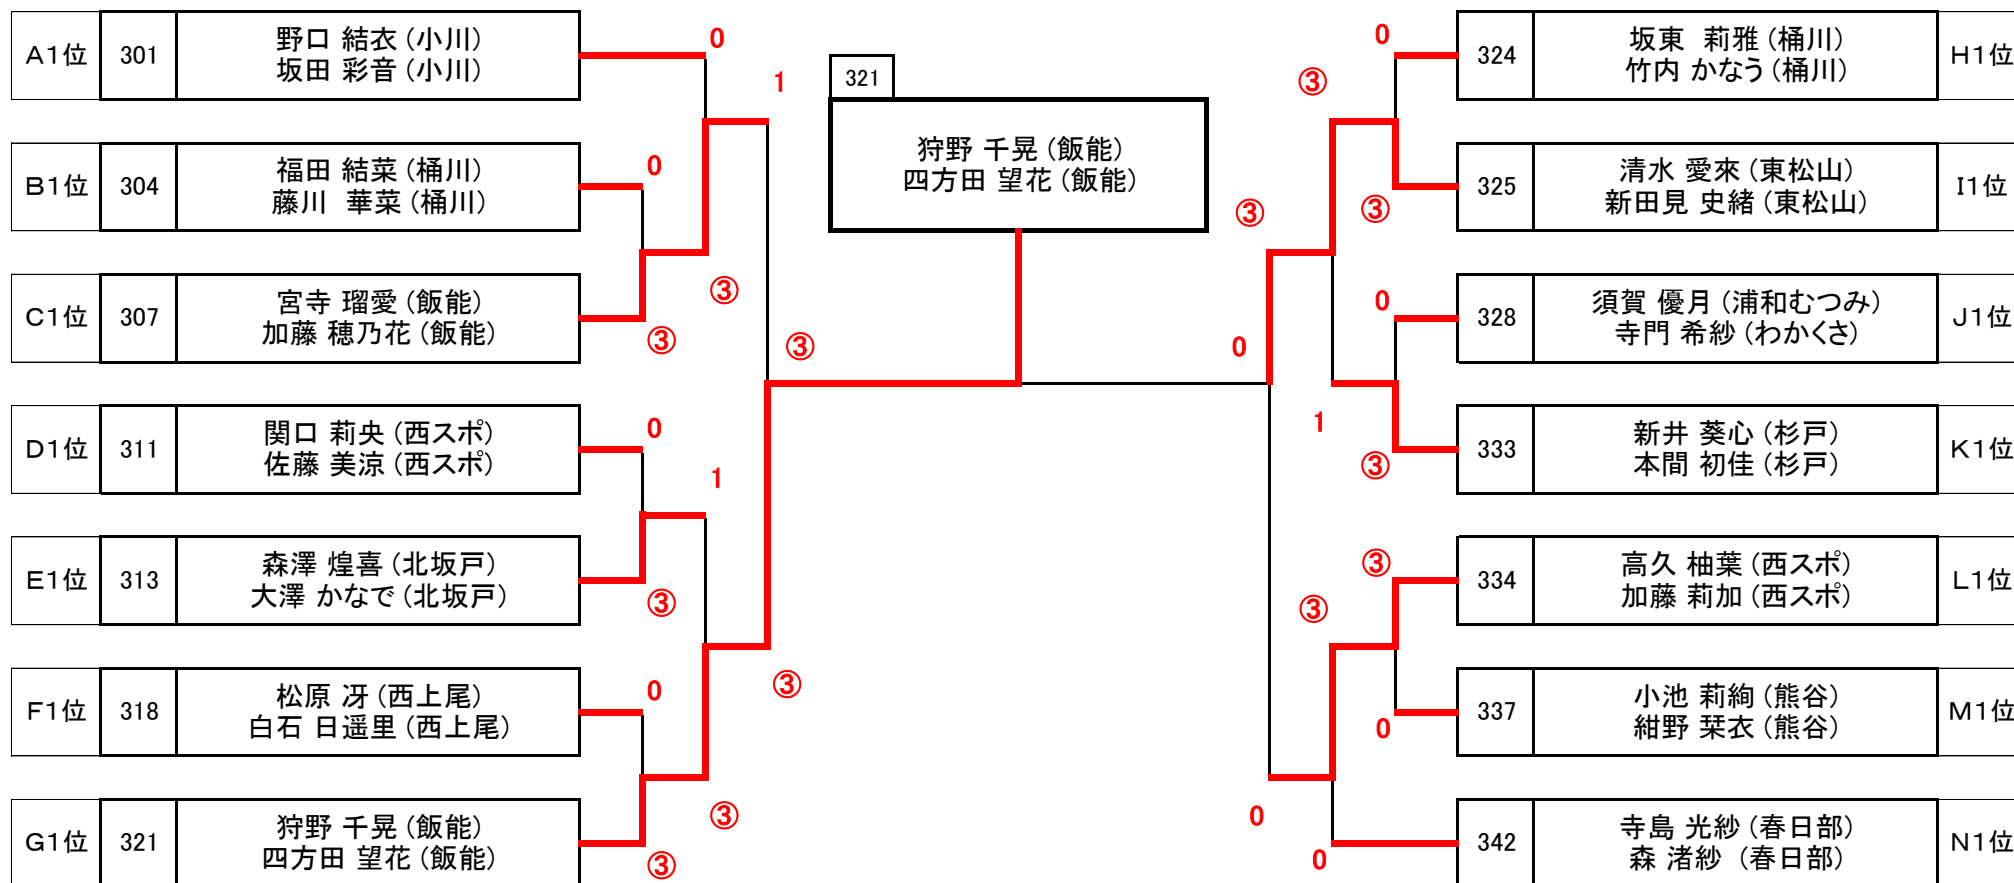 A1位 301 野口 結衣 (小川)
坂田 彩音 (小川)
0
B1位 304 福田 結菜 (桶川)
藤川 華菜 (桶川)
0
1
C1位 307 宮寺 瑠愛 (飯能)
加藤 穂乃花 (飯能)
③
③
③
D1位 311 関口 莉央 (西スポ)
佐藤 美涼 (西スポ)
0
1
E1位 313 森澤 煌喜 (北坂戸)
大澤 かなで (北坂戸)
③
F1位 318 松原 冴 (西上尾)
白石 日遥里 (西上尾)
0
③
G1位 321 狩野 千晃 (飯能)
四方田 望花 (飯能)
③
③
321
狩野 千晃 (飯能)
四方田 望花 (飯能)
0
③
324 坂東 莉雅 (桶川) H1位
竹内 かなう (桶川)
③
③
325 清水 愛來 (東松山) I1位
新田見 史緒 (東松山)
0
0
328 須賀 優月 (浦和むつみ) J1位
寺門 希紗 (わかくさ)
1
③
333 新井 葵心 (杉戸) K1位
本間 初佳 (杉戸)
③
③
334 高久 柚葉 (西スポ) L1位
加藤 莉加 (西スポ)
0
337 小池 莉絢 (熊谷) M1位
紺野 栞衣 (熊谷)
0
0
342 寺島 光紗 (春日部) N1位
森 渚紗 (春日部)